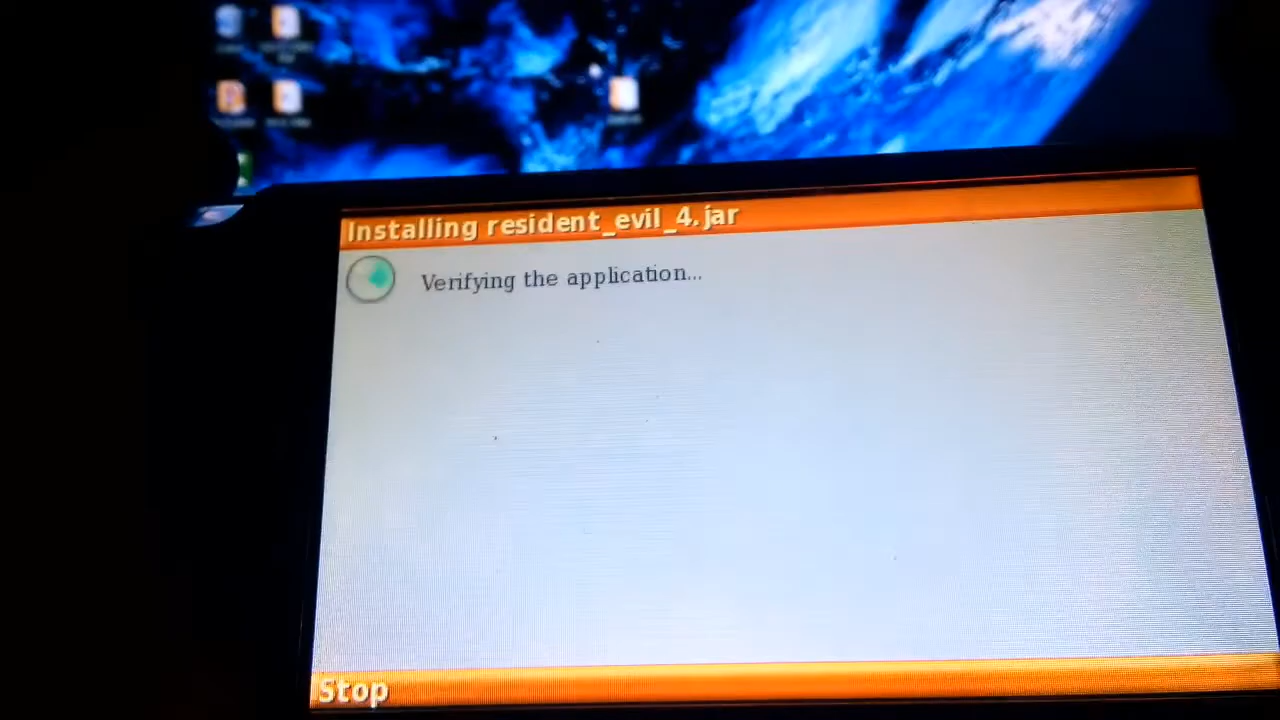 Installing resident_evil_4.jar
Verifying the application...
Stop